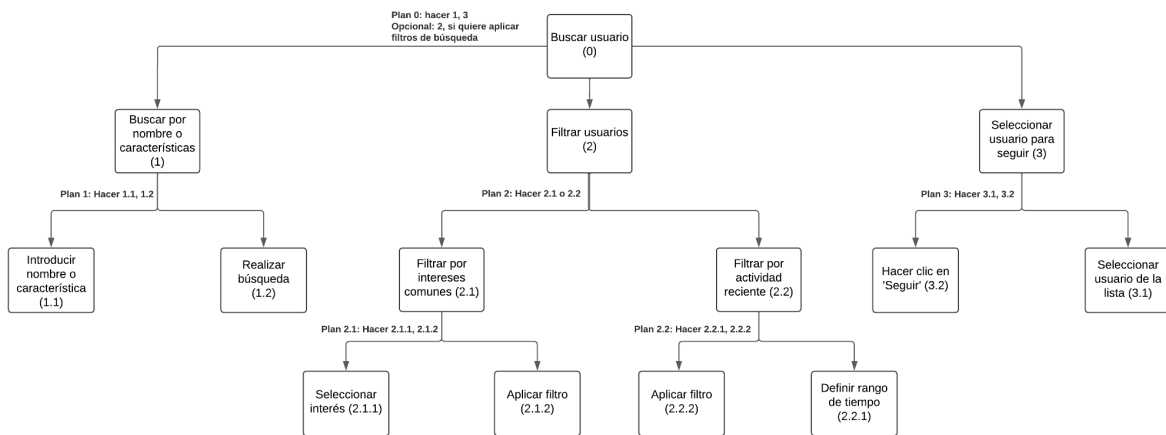 Plan 0: hacer 1, 3
Opcional: 2, si quiere aplicar
filtros de búsqueda
Buscar usuario
(0)
Buscar por
nombre o
características
(1)
Filtrar usuarios
(2)
Seleccionar
usuario para
seguir (3)
Plan 1: Hacer 1.1, 1.2
Plan 2: Hacer 2.1 o 2.2
Plan 3: Hacer 3.1, 3.2
Introducir
nombre o
característica
(1.1)
Realizar
búsqueda
(1.2)
Filtrar por
intereses
comunes (2.1)
Filtrar por
actividad
reciente (2.2)
Hacer clic en
'Seguir' (3.2)
Seleccionar
usuario de la
lista (3.1)
Plan 2.1: Hacer 2.1.1, 2.1.2
Plan 2.2: Hacer 2.2.1, 2.2.2
Seleccionar
interés (2.1.1)
Aplicar filtro
(2.1.2)
Aplicar filtro
(2.2.2)
Definir rango
de tiempo
(2.2.1)